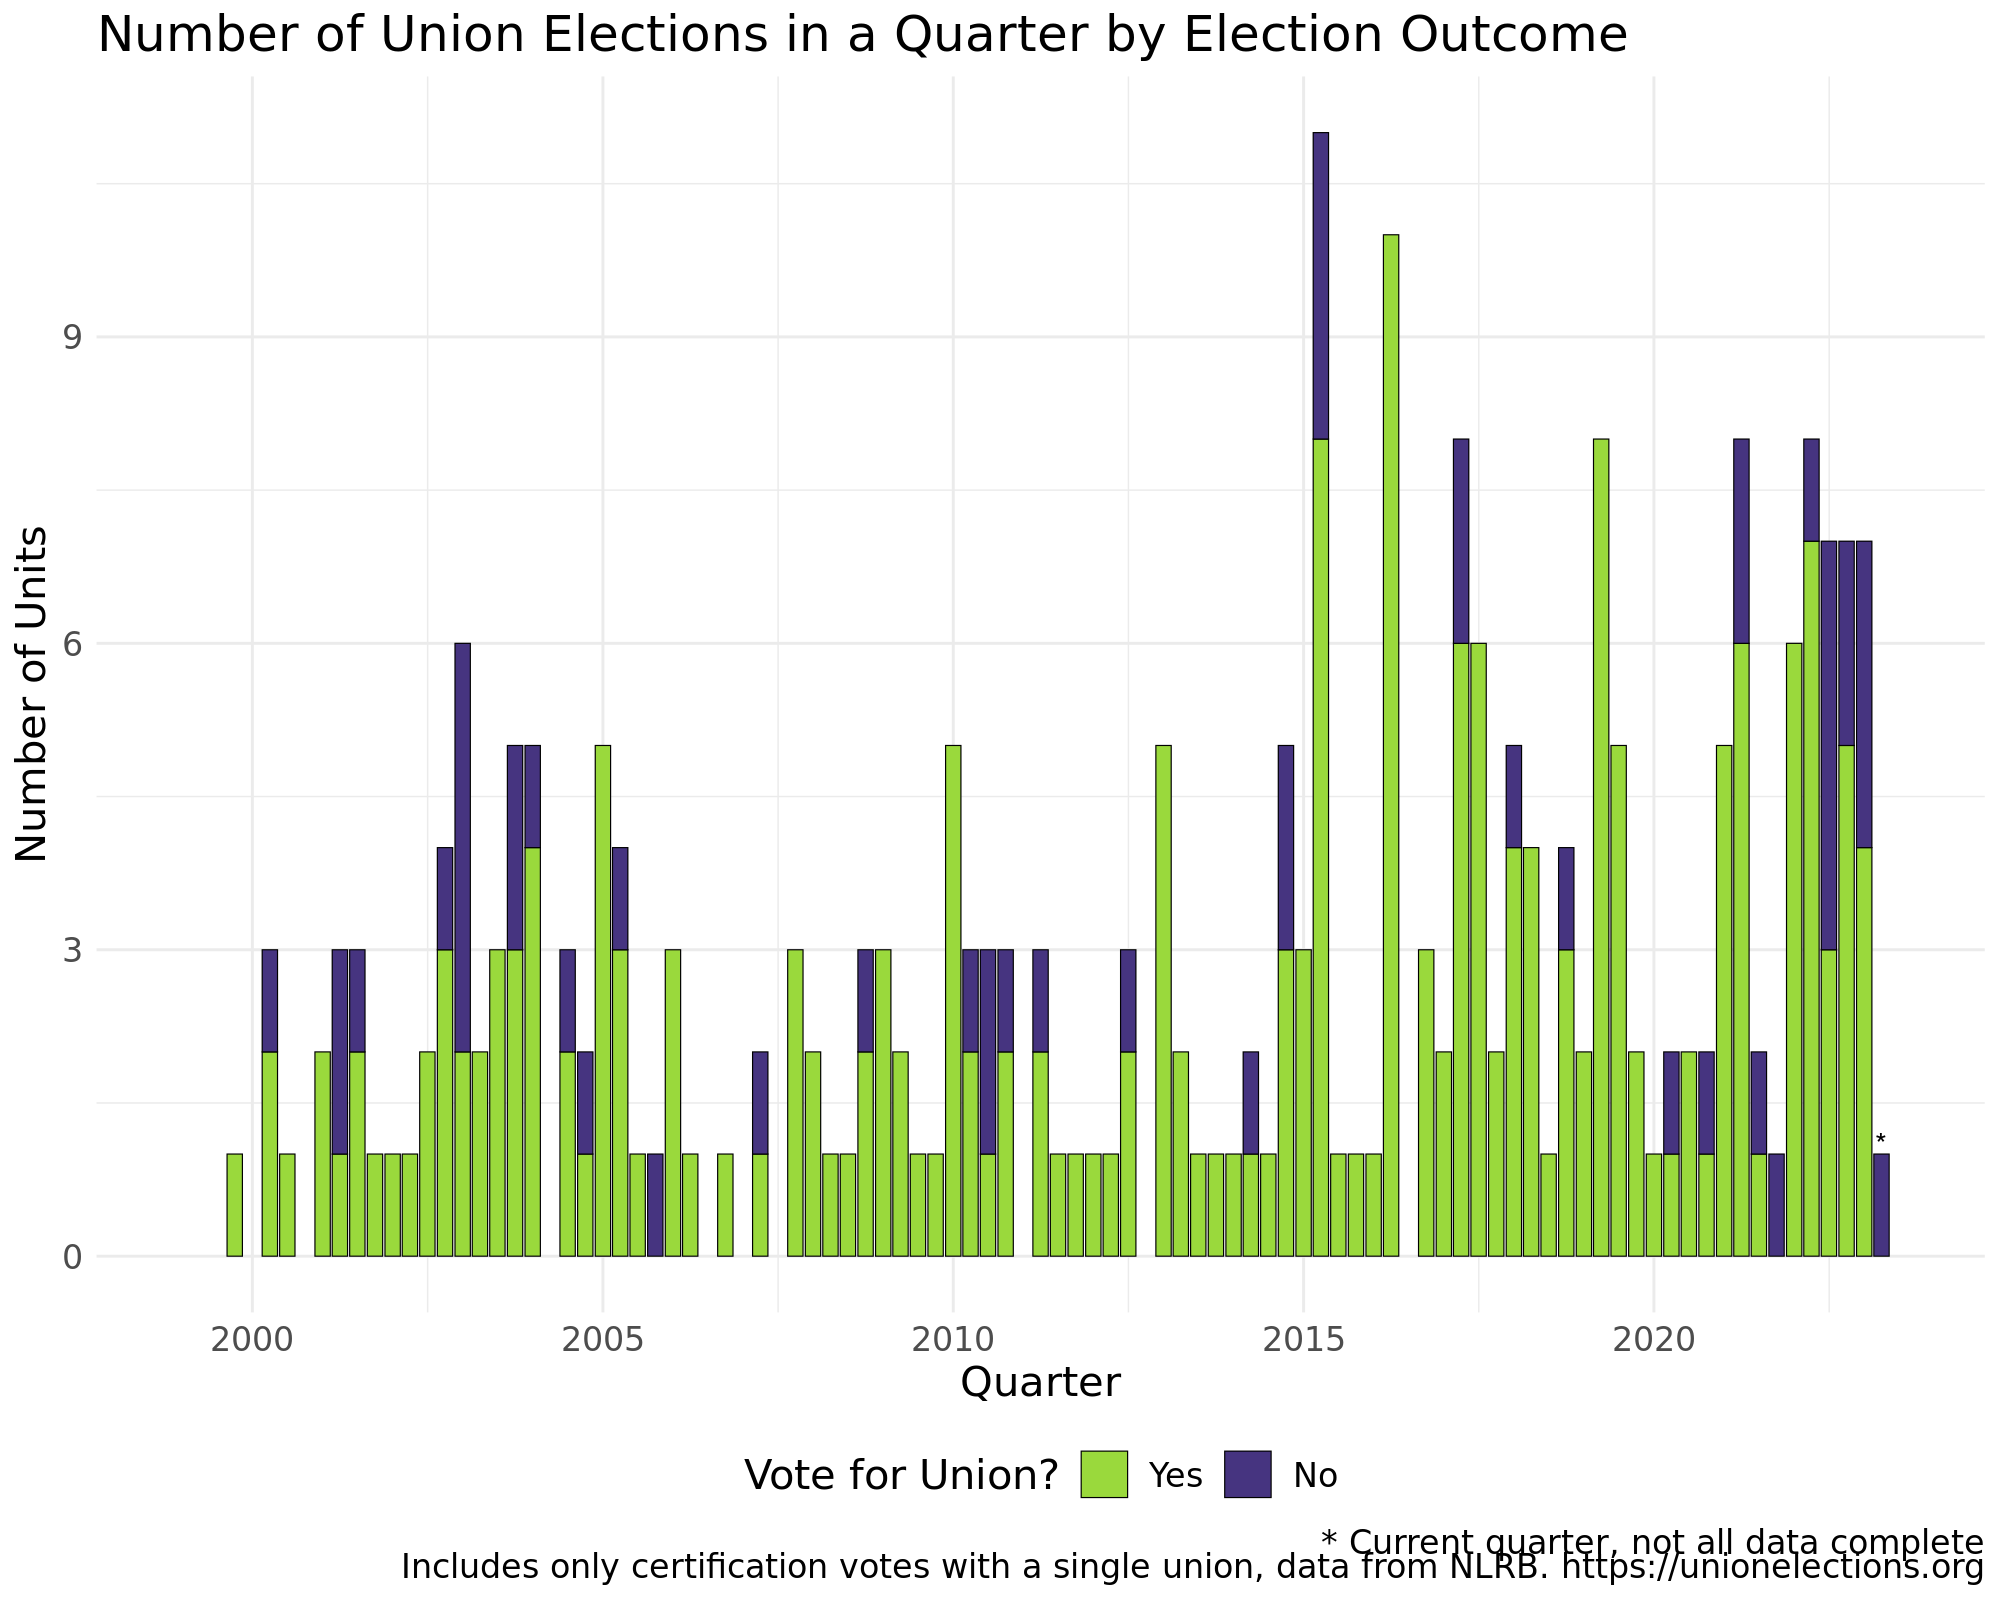 Number of Union Elections in a Quarter by Election Outcome
Number of Units
9
6
3
0
*
2000 2005 2010 2015 2020
Quarter
Vote for Union? Yes No
* Current quarter, not all data complete
Includes only certification votes with a single union, data from NLRB. https://unionelections.org